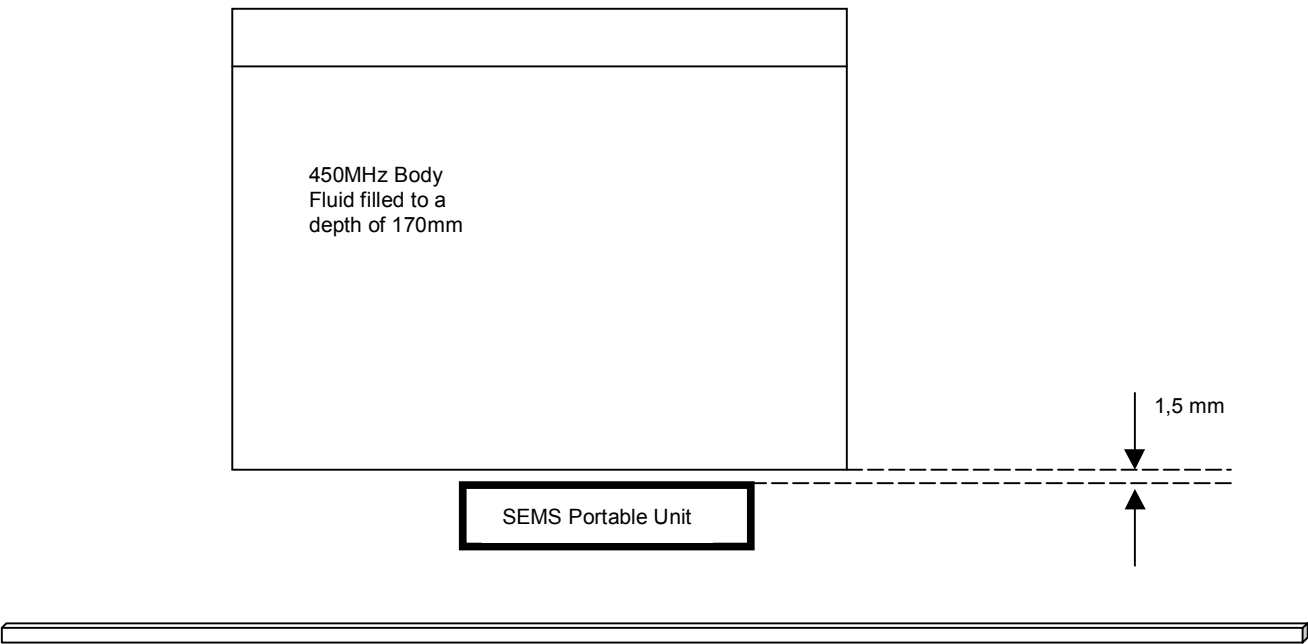 450MHz Body
Fluid filled to a
depth of 170mm
1,5 mm
SEMS Portable Unit